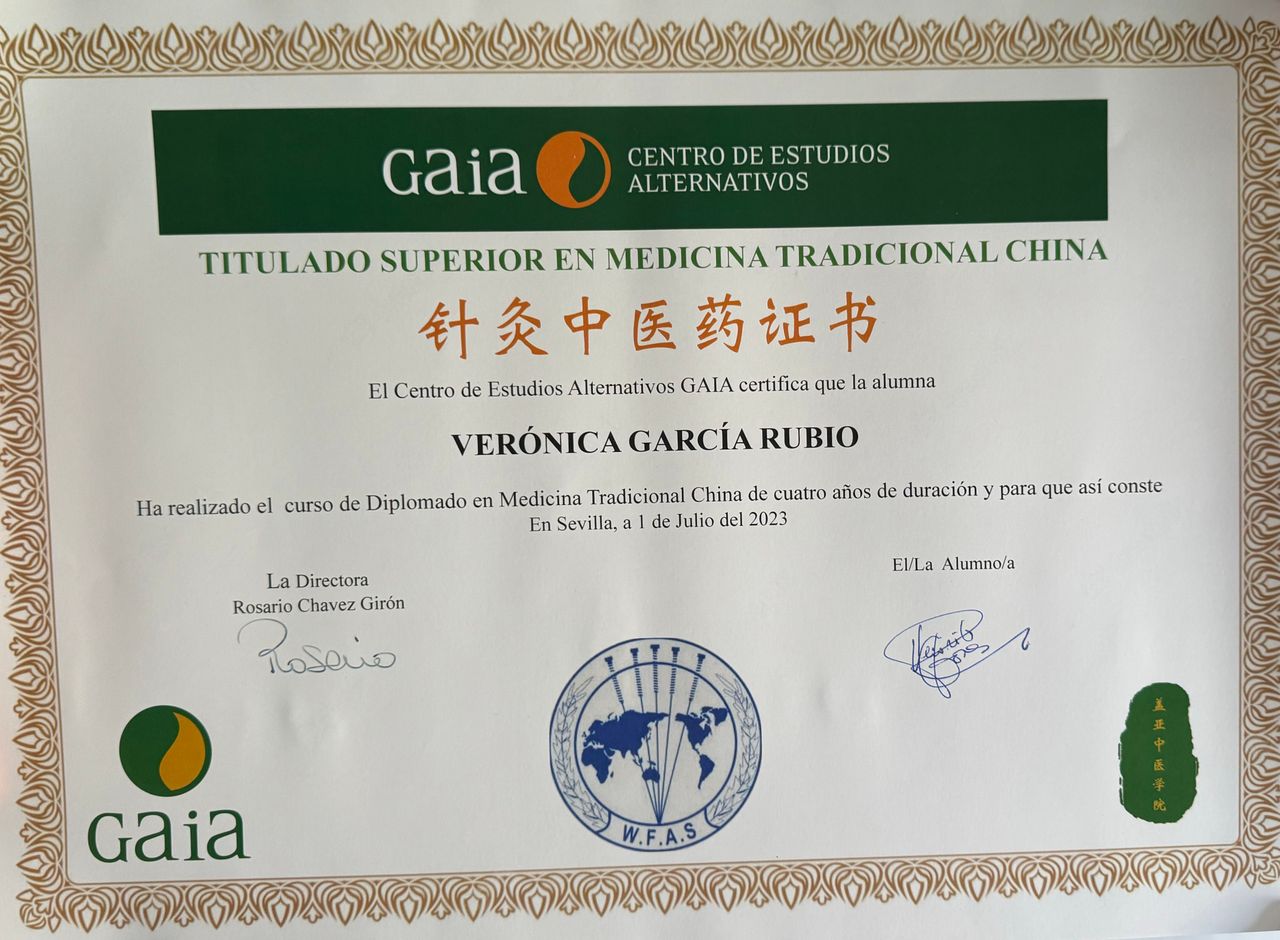 Gaia CENTRO DE ESTUDIOS
ALTERNATIVOS
TITULADO SUPERIOR EN MEDICINA TRADICIONAL CHINA
针灸中医药证书
El Centro de Estudios Alternativos GAIA certifica que la alumna
VERÓNICA GARCÍA RUBIO
Ha realizado el curso de Diplomado en Medicina Tradicional China de cuatro años de duración y para que así conste
En Sevilla, a 1 de Julio del 2023
La Directora
Rosario Chavez Girón
Rosario
El/La Alumno/a
W.F.A.S
Gaia
盖亚中医学院